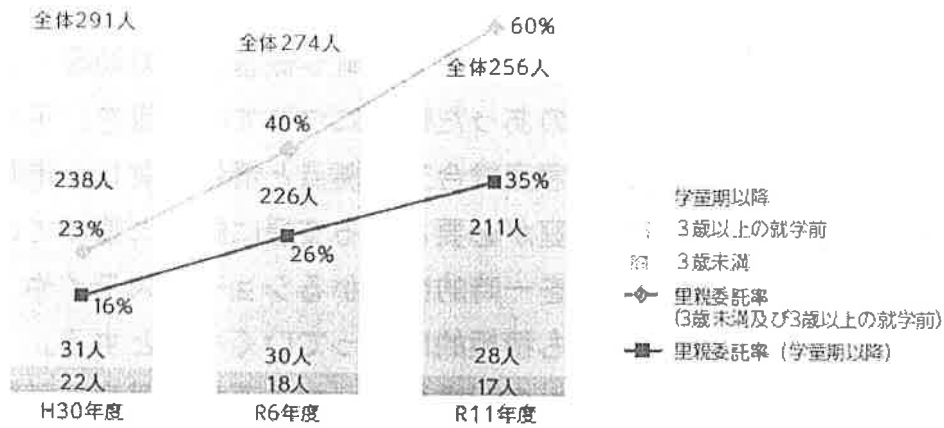 全体291人
全体274人
全体256人
60%
40%
238人
226人
35%
23%
211人
26%
16%
31人
30人
28人
22人
18人
17人
H30年度
R6年度
R11年度
学童期以降
3歳以上の就学前
3歳未満
里親委託率
(3歳未満及び3歳以上の就学前)
里親委託率（学童期以降）